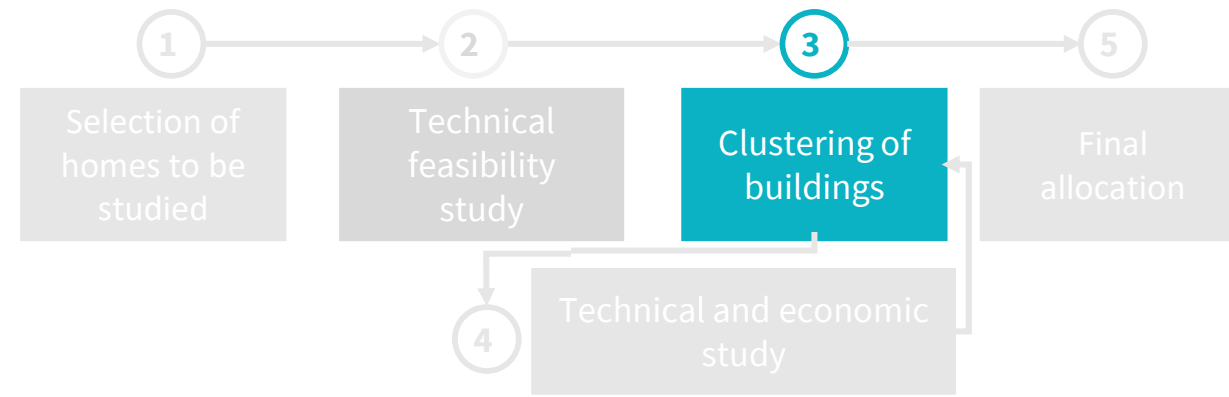 1
2
3
5
Selection of
homes to be
studied
Technical
feasibility
study
Clustering of
buildings
Final
allocation
4
Technical and economic
study